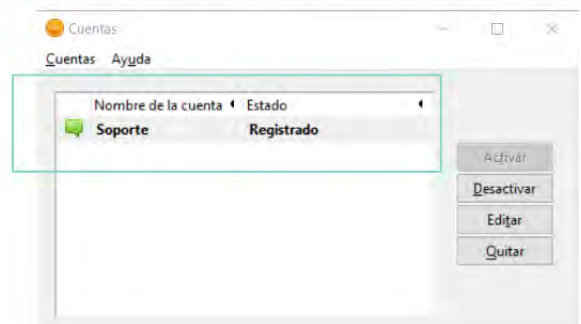 Cuentas
Cuentas Ayuda
Nombre de la cuenta Estado
Soporte Registrado
Activar
Desactivar
Editar
Quitar